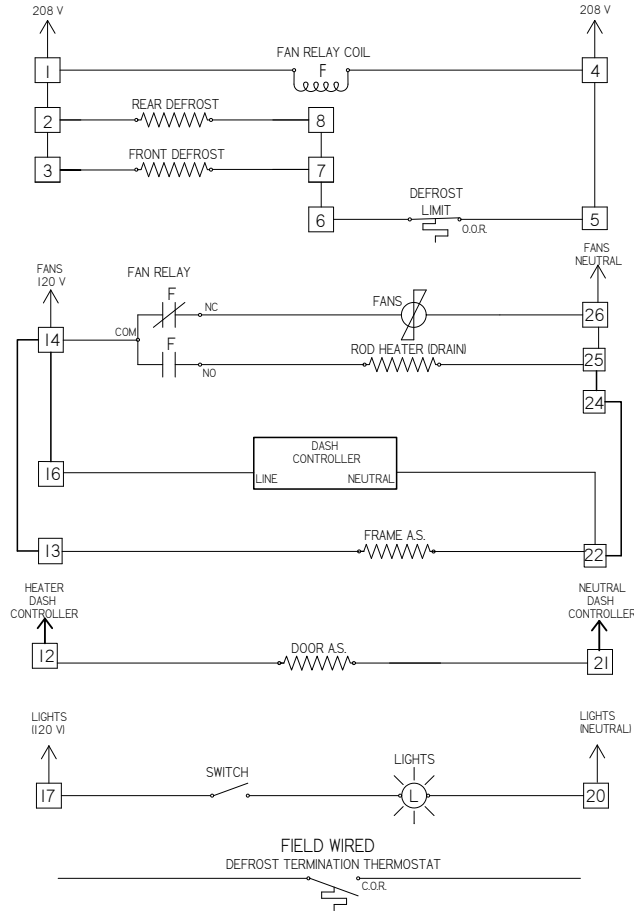 208 V
208 V
FAN RELAY COIL
F
1
4
REAR DEFROST
2
8
FRONT DEFROST
3
7
DEFROST
LIMIT
6
O.O.R.
5
FANS
120 V
FAN RELAY
FANS
NEUTRAL
F
NC
FANS
26
COM
14
F
NO
ROD HEATER (DRAIN)
25
24
DASH
CONTROLLER
16
LINE
NEUTRAL
FRAME A.S.
13
22
HEATER
DASH
CONTROLLER
NEUTRAL
DASH
CONTROLLER
12
DOOR A.S.
21
LIGHTS
(120 V)
LIGHTS
(NEUTRAL)
SWITCH
LIGHTS
17
L
20
FIELD WIRED
DEFROST TERMINATION THERMOSTAT
C.O.R.